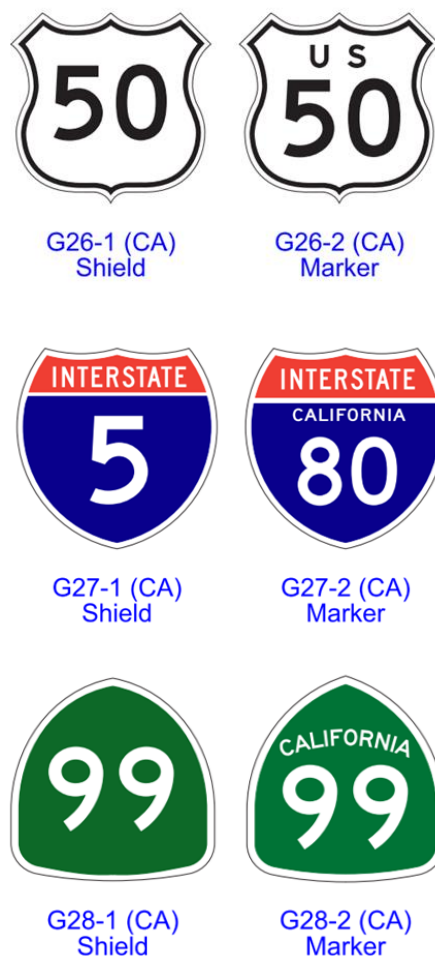 50
U S
50
G26-1 (CA)
Shield
G26-2 (CA)
Marker
INTERSTATE
5
INTERSTATE
CALIFORNIA
80
G27-1 (CA)
Shield
G27-2 (CA)
Marker
99
CALIFORNIA
99
G28-1 (CA)
Shield
G28-2 (CA)
Marker